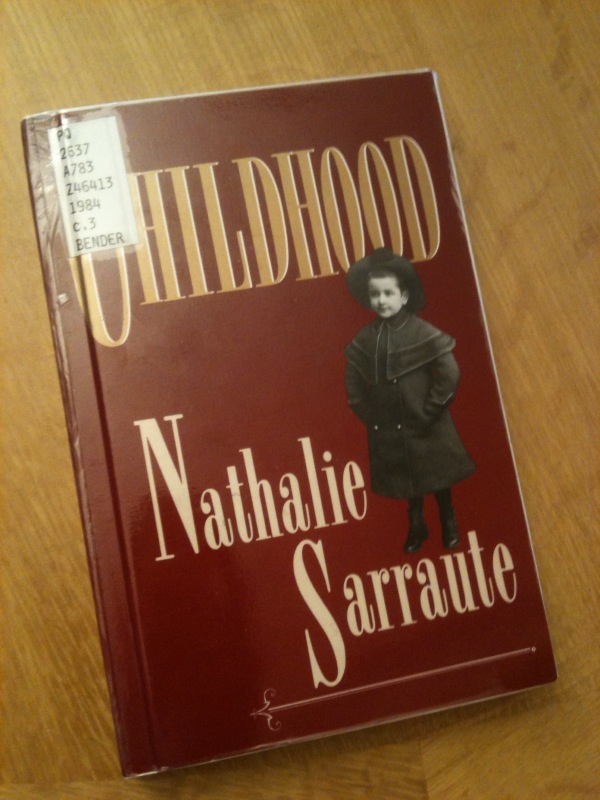 PQ
2637
A783
Z46413
1984
c.3
BENDER
CHILDHOOD
Nathalie
Sarraute